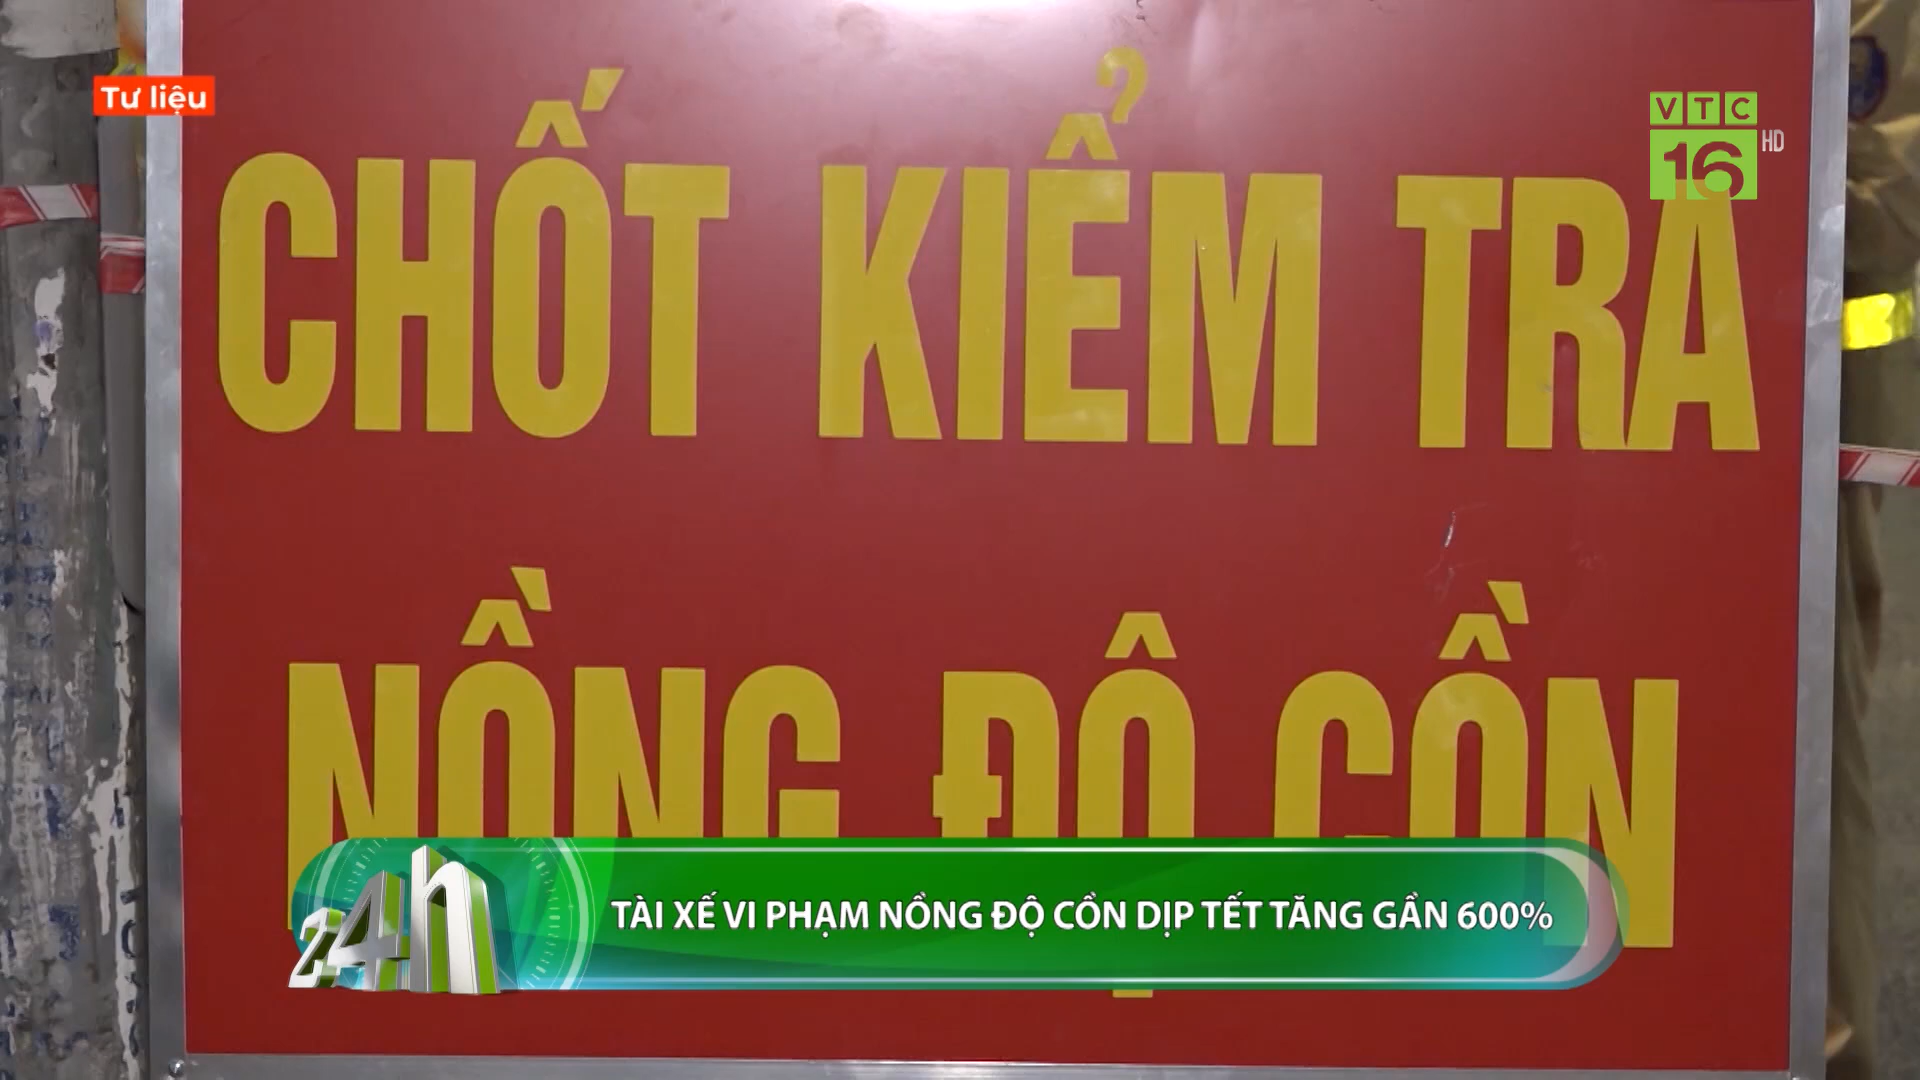 Tư liệu
VTC
16 HD
CHỐT KIỂM TRA
NỒNG ĐỘ CỒN
24h
TÀI XẾ VI PHẠM NỒNG ĐỘ CỒN DỊP TẾT TĂNG GẦN 600%